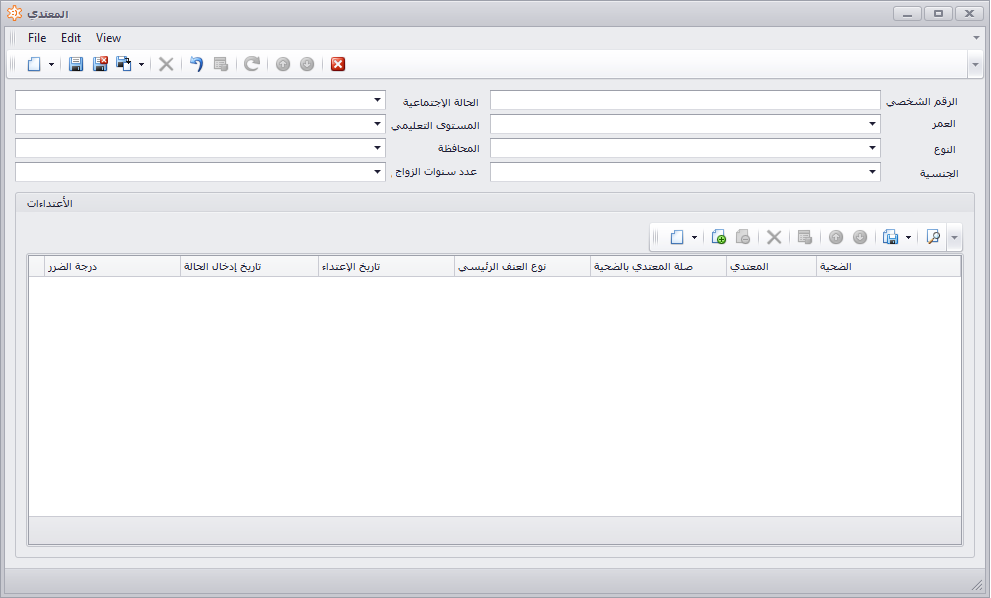 المعتدي
File Edit View
الرقم الشخصي الحالة الإجتماعية
العمر المستوى التعليمي
النوع المحافظة
الجنسية عدد سنوات الزواج
الأعتداءات
الضحية المعتدي صلة المعتدي بالضحية نوع العنف الرئيسي تاريخ الإعتداء تاريخ إدخال الحالة درجة الضرر